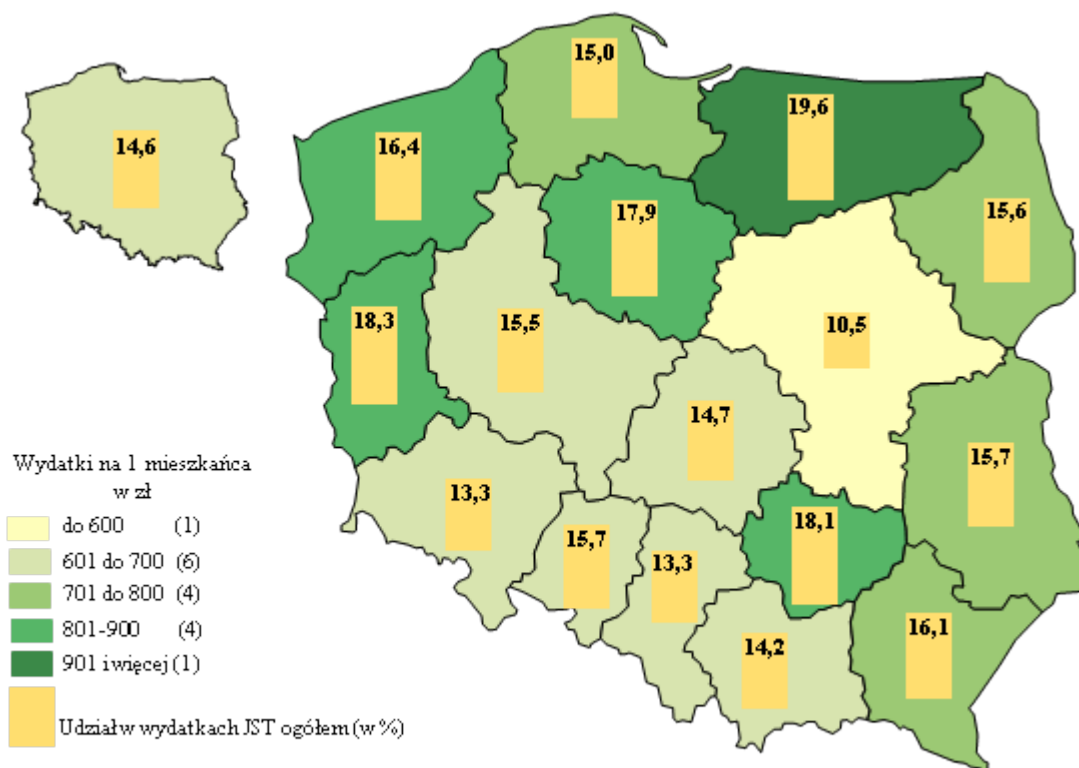 15,0
19,6
14,6
16,4
17,9
15,6
18,3
15,5
10,5
14,7
15,7
13,3
18,1
15,7
13,3
16,1
14,2
Wydatki na 1 mieszkańca
w zł
do 600 (1)
601 do 700 (6)
701 do 800 (4)
801-900 (4)
901 i więcej (1)
Udział w wydatkach JST ogółem (w %)